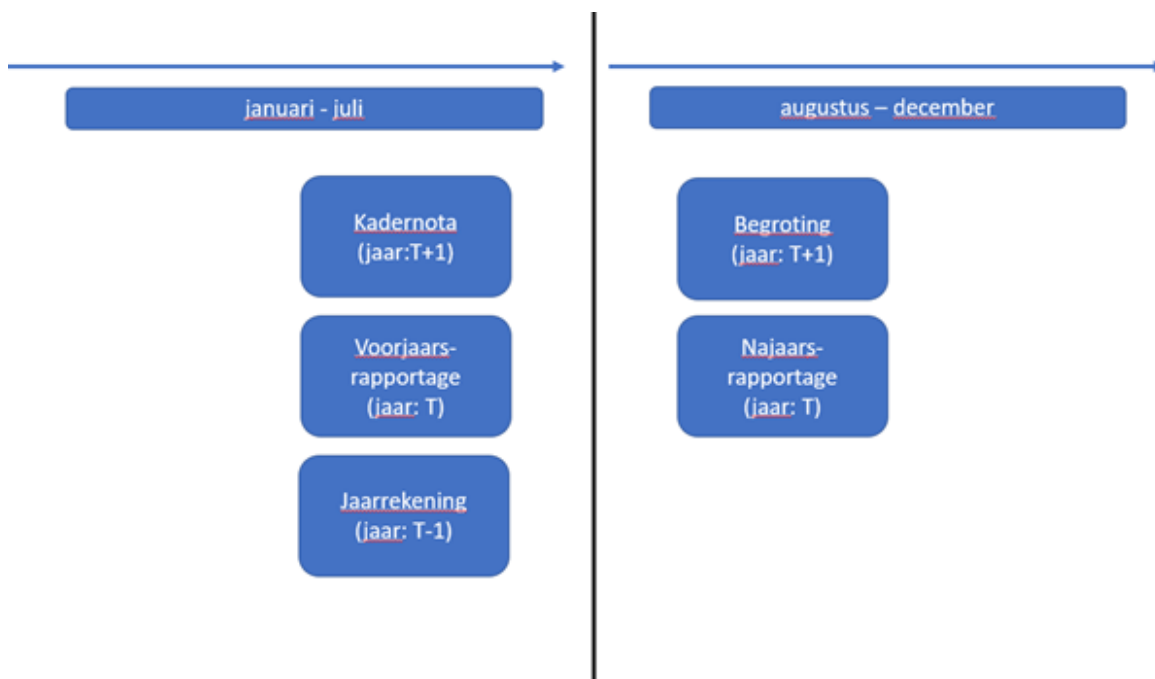 januari - juli
Kadernota
(jaar:T+1)
Voorjaars-
rapportage
(jaar: T)
Jaarrekening
(jaar: T-1)
augustus – december
Begroting
(jaar: T+1)
Najaars-
rapportage
(jaar: T)